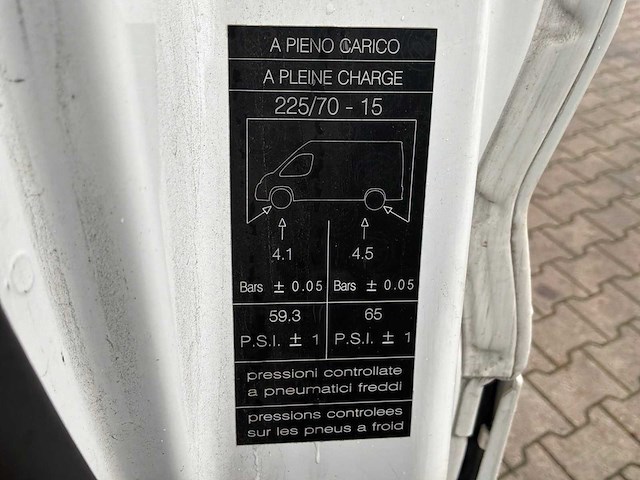 A PIENO CARICO
A PLEINE CHARGE
225/70 - 15
4.1 4.5
Bars ± 0.05 Bars ± 0.05
59.3 65
P.S.I. ± 1 P.S.I. ± 1
pressioni controllate
a pneumatici freddi
pressions controlees
sur les pneus a froid